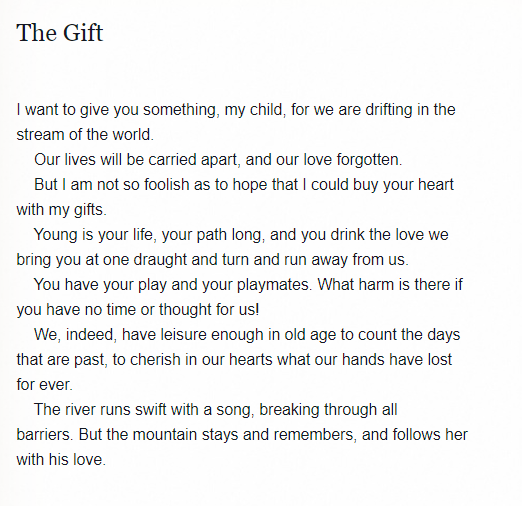 The Gift
I want to give you something, my child, for we are drifting in the
stream of the world.
Our lives will be carried apart, and our love forgotten.
But I am not so foolish as to hope that I could buy your heart
with my gifts.
Young is your life, your path long, and you drink the love we
bring you at one draught and turn and run away from us.
You have your play and your playmates. What harm is there if
you have no time or thought for us!
We, indeed, have leisure enough in old age to count the days
that are past, to cherish in our hearts what our hands have lost
for ever.
The river runs swift with a song, breaking through all
barriers. But the mountain stays and remembers, and follows her
with his love.